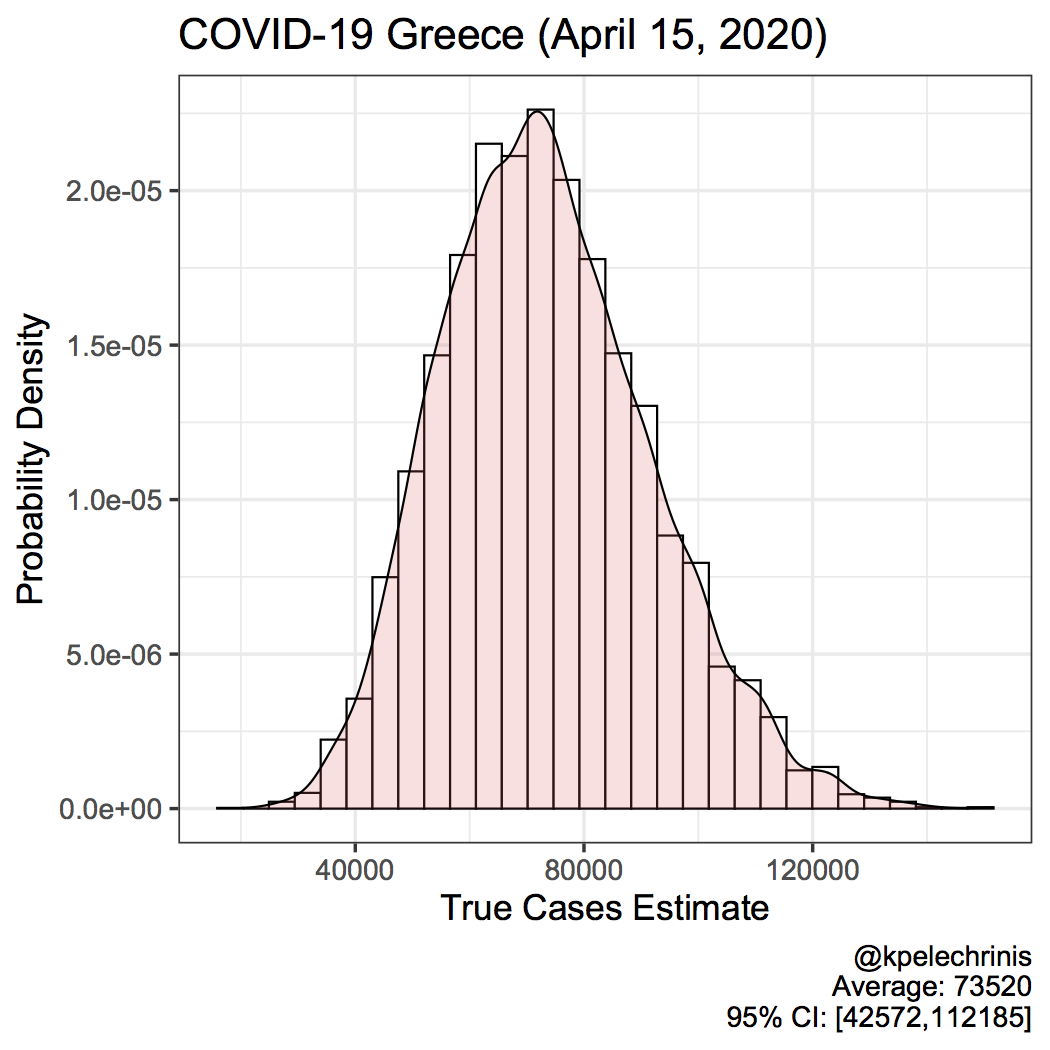 COVID-19 Greece (April 15, 2020)
Probability Density
2.0e-05
1.5e-05
1.0e-05
5.0e-06
0.0e+00
40000 80000 120000
True Cases Estimate
@kpelechrinis
Average: 73520
95% CI: [42572,112185]